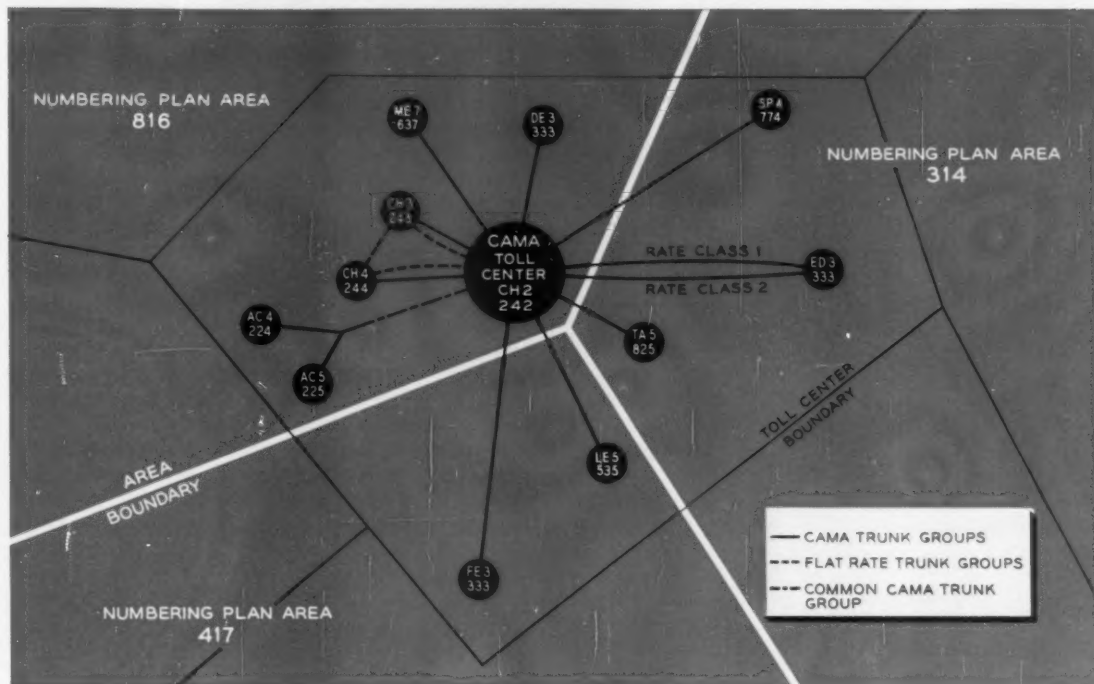 NUMBERING PLAN AREA
816
ME 7
637
DE 3
333
SP 4
774
NUMBERING PLAN AREA
314
CH 3
243
CAMA
TOLL
CENTER
CH2
242
RATE CLASS 1
RATE CLASS 2
ED 3
333
CH 4
244
AC 4
224
AC 5
225
TA 5
825
TOLL CENTER
BOUNDARY
AREA
BOUNDARY
LE 5
535
FE 3
333
NUMBERING PLAN AREA
417
CAMA TRUNK GROUPS
FLAT RATE TRUNK GROUPS
COMMON CAMA TRUNK
GROUP